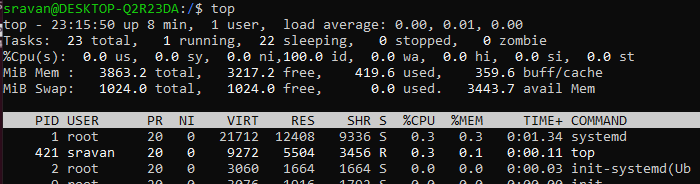 sravan@DESKTOP-Q2R23DA:/$ top
top - 23:15:50 up 8 min,  1 user,  load average: 0.00, 0.01, 0.00
Tasks:  23 total,   1 running,  22 sleeping,   0 stopped,   0 zombie
%Cpu(s):  0.0 us,  0.0 sy,  0.0 ni,100.0 id,  0.0 wa,  0.0 hi,  0.0 si,  0.0 st
MiB Mem :   3863.2 total,   3217.2 free,    419.6 used,    359.6 buff/cache
MiB Swap:   1024.0 total,   1024.0 free,      0.0 used.   3443.7 avail Mem
PID USER      PR  NI    VIRT    RES    SHR S  %CPU  %MEM     TIME+ COMMAND
1 root      20   0   21712  12408   9336 S   0.3   0.3   0:01.34 systemd
421 sravan    20   0    9272   5504   3456 R   0.3   0.1   0:00.11 top
2 root      20   0    3060   1664   1664 S   0.0   0.0   0:00.03 init-systemd(Ub